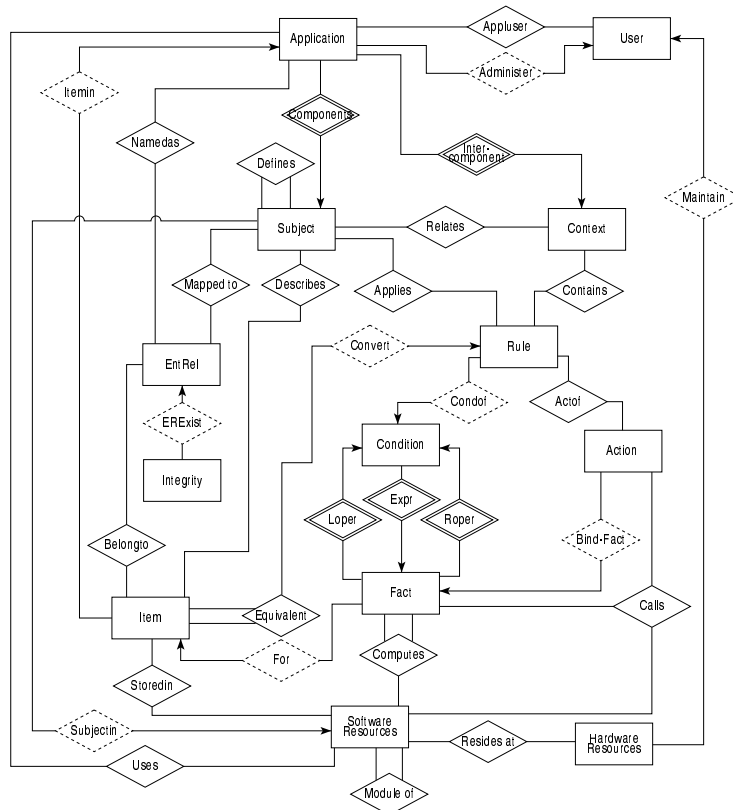 Application
Appluser
User
Administer
Itemin
Components
Namedas
Inter-
component
Defines
Maintain
Subject
Relates
Context
Mapped to
Describes
Applies
Contains
Convert
Rule
EntRel
Condof
Actof
ERExist
Condition
Action
Integrity
Expr
Loper
Roper
Belongto
Bind-Fact
Fact
Item
Equivalent
Calls
For
Computes
Storedin
Software
Resources
Subjectin
Resides at
Hardware
Resources
Uses
Module of